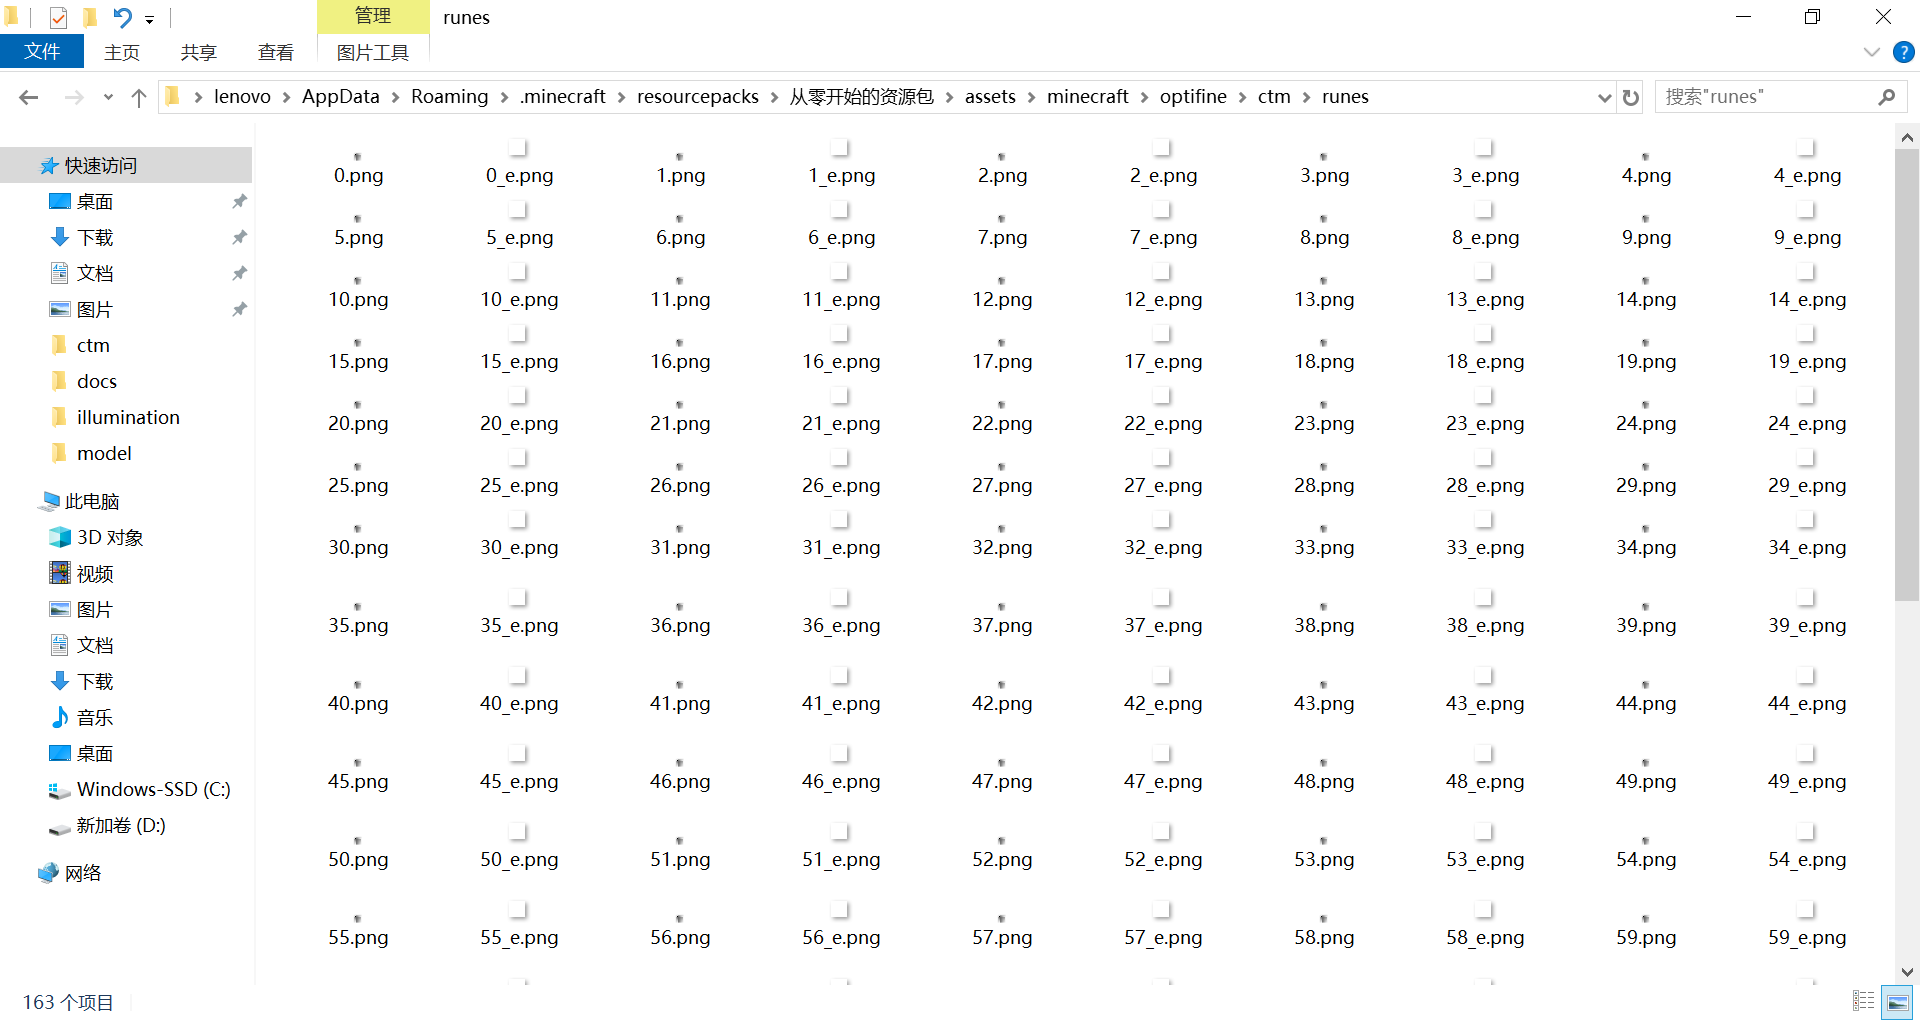 管理
runes
文件
主页
共享
查看
图片工具
lenovo
AppData
Roaming
.minecraft
resourcepacks
从零开始的资源包
assets
minecraft
optifine
ctm
runes
搜索"runes"
快速访问
桌面
下载
文档
图片
ctm
docs
illumination
model
此电脑
3D 对象
视频
图片
文档
下载
音乐
桌面
Windows-SSD (C:)
新加卷 (D:)
网络
0.png 0_e.png 1.png 1_e.png 2.png 2_e.png 3.png 3_e.png 4.png 4_e.png
5.png 5_e.png 6.png 6_e.png 7.png 7_e.png 8.png 8_e.png 9.png 9_e.png
10.png 10_e.png 11.png 11_e.png 12.png 12_e.png 13.png 13_e.png 14.png 14_e.png
15.png 15_e.png 16.png 16_e.png 17.png 17_e.png 18.png 18_e.png 19.png 19_e.png
20.png 20_e.png 21.png 21_e.png 22.png 22_e.png 23.png 23_e.png 24.png 24_e.png
25.png 25_e.png 26.png 26_e.png 27.png 27_e.png 28.png 28_e.png 29.png 29_e.png
30.png 30_e.png 31.png 31_e.png 32.png 32_e.png 33.png 33_e.png 34.png 34_e.png
35.png 35_e.png 36.png 36_e.png 37.png 37_e.png 38.png 38_e.png 39.png 39_e.png
40.png 40_e.png 41.png 41_e.png 42.png 42_e.png 43.png 43_e.png 44.png 44_e.png
45.png 45_e.png 46.png 46_e.png 47.png 47_e.png 48.png 48_e.png 49.png 49_e.png
50.png 50_e.png 51.png 51_e.png 52.png 52_e.png 53.png 53_e.png 54.png 54_e.png
55.png 55_e.png 56.png 56_e.png 57.png 57_e.png 58.png 58_e.png 59.png 59_e.png
163 个项目